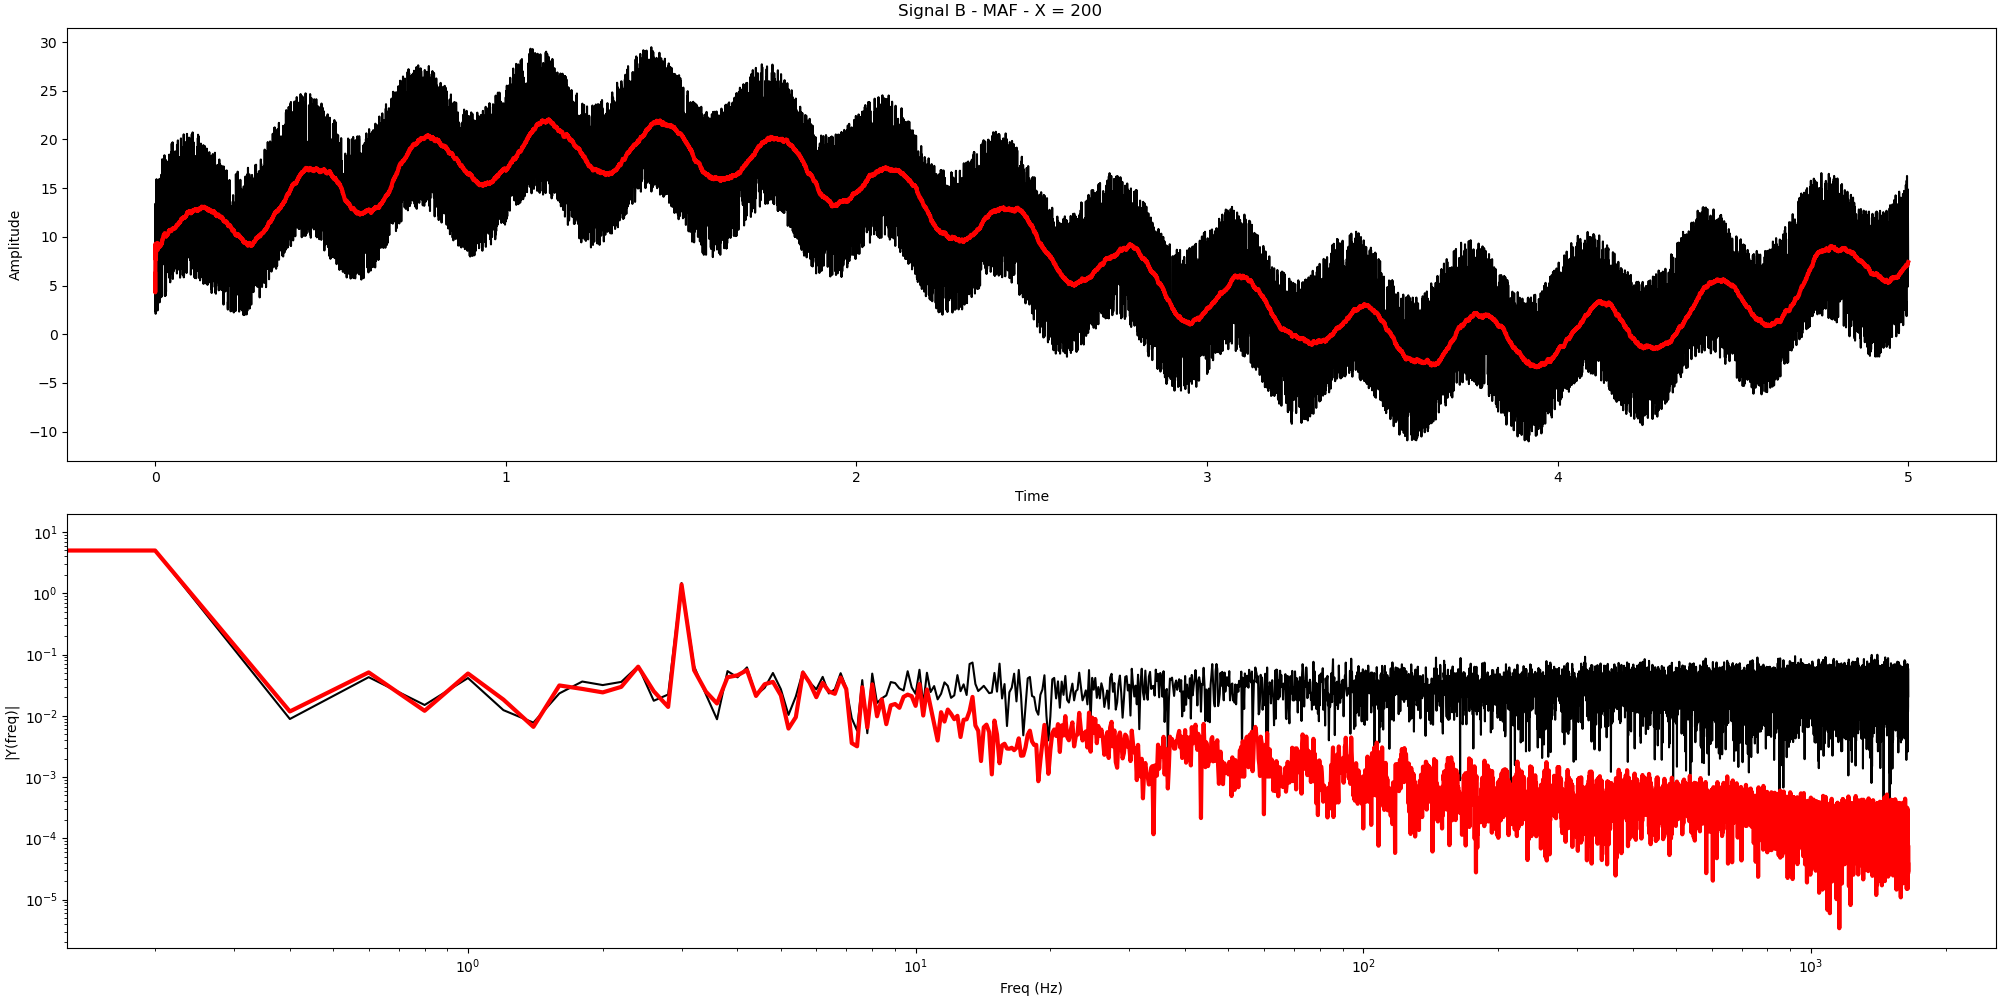 Signal B - MAF - X = 200
30
25
20
15
10
5
0
−5
−10
Amplitude
0 1 2 3 4 5
Time
10¹
10⁰
10⁻¹
10⁻²
10⁻³
10⁻⁴
10⁻⁵
|Y(freq)|
10⁰ 10¹ 10² 10³
Freq (Hz)